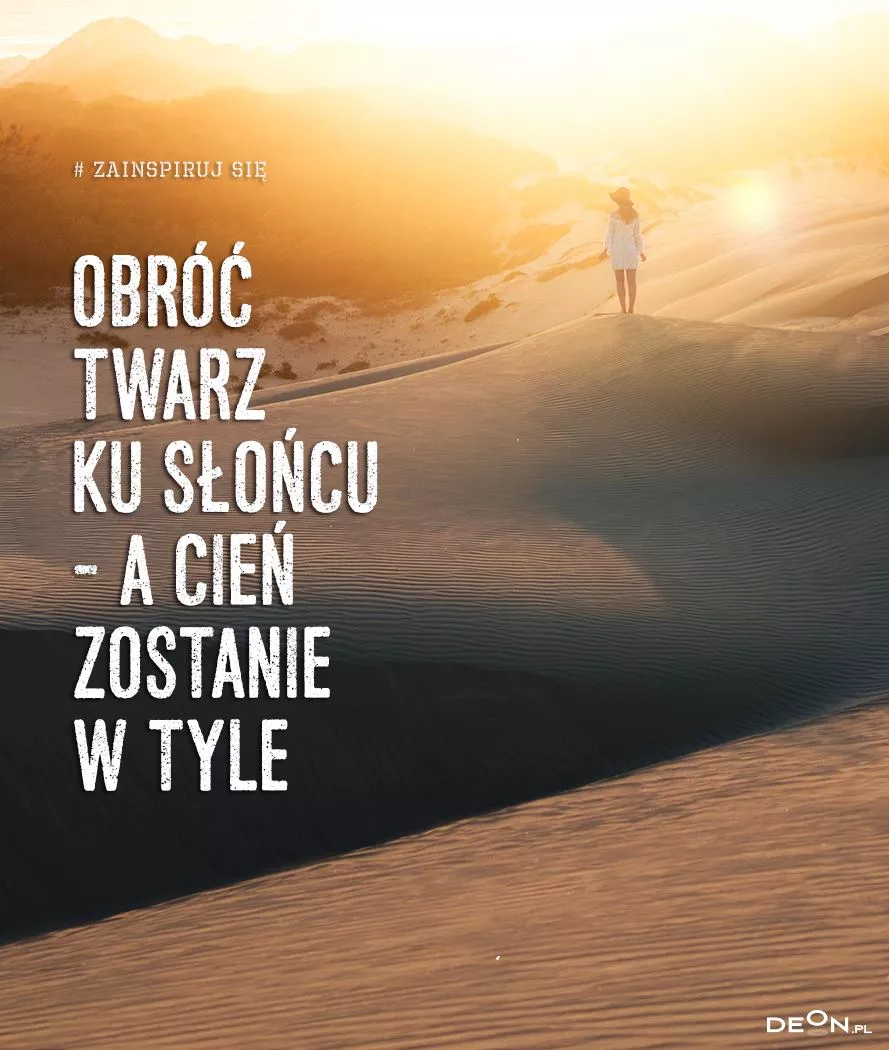 # ZAINSPIRUJ SIĘ
OBRÓĆ
TWARZ
KU SŁOŃCU
- A CIEŃ
ZOSTANIE
W TYLE
DEON.PL